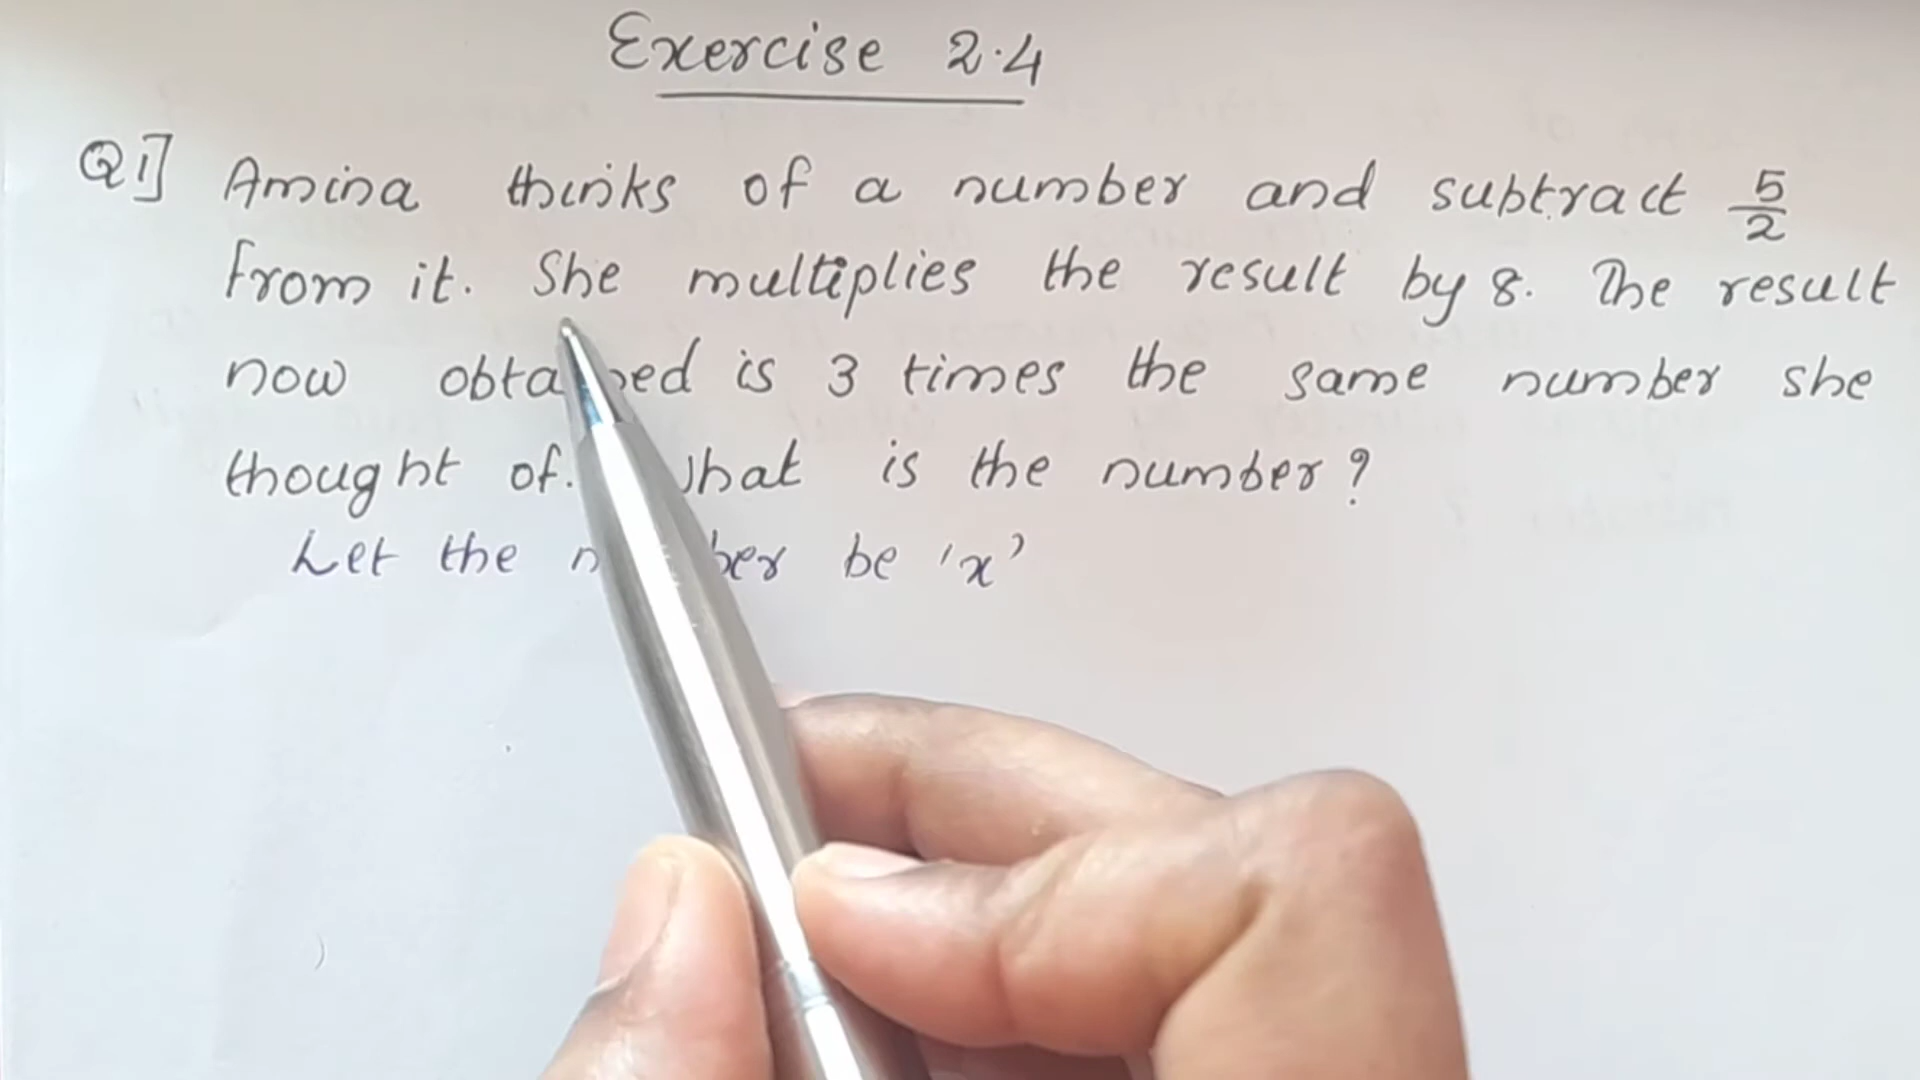 Exercise 2.4
Q1] Amina thinks of a number and subtract 5/2
from it. She multiplies the result by 8. The result
now is 3 times the same number she
thought of. is the number?
Let the be 'x'